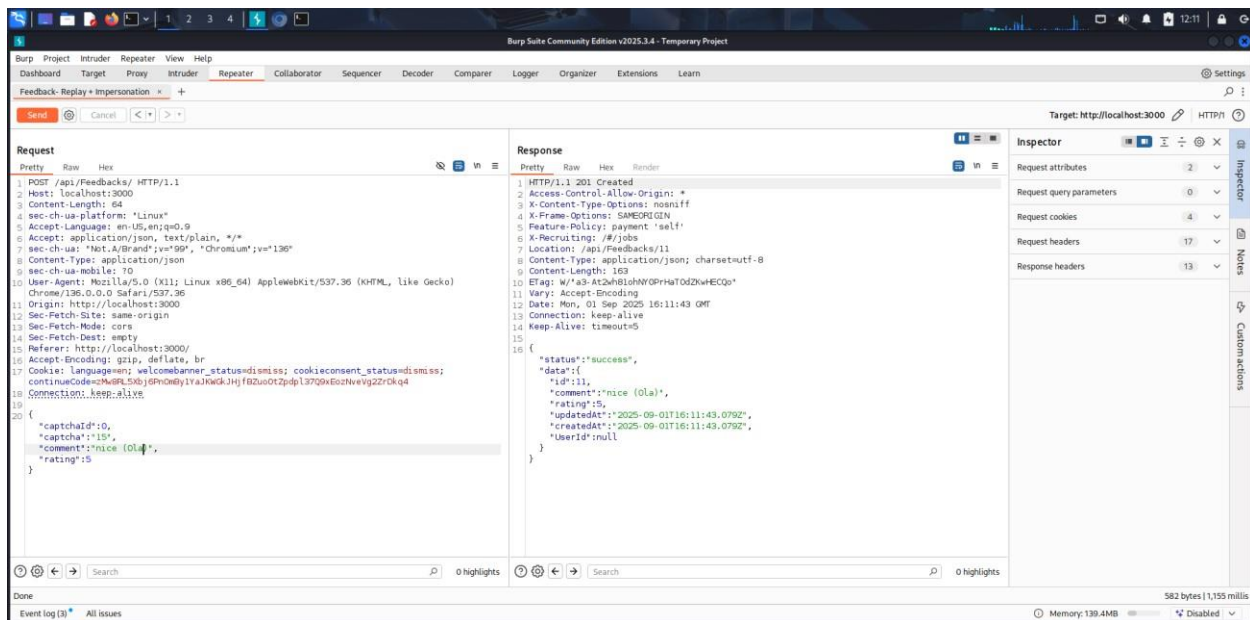 1 2 3 4
12:11
Burp Suite Community Edition v2025.3.4 - Temporary Project
Burp Project Intruder Repeater View Help
Dashboard Target Proxy Intruder Repeater Collaborator Sequencer Decoder Comparer Logger Organizer Extensions Learn
Settings
Feedback- Replay + Impersonation × +
Send Cancel < > Target: http://localhost:3000 HTTP/1
Request
Pretty Raw Hex
1 POST /api/Feedbacks/ HTTP/1.1
2 Host: localhost:3000
3 Content-Length: 64
4 sec-ch-ua-platform: "Linux"
5 Accept-Language: en-US,en;q=0.9
6 Accept: application/json, text/plain, */*
7 sec-ch-ua: "Not.A/Brand";v="99", "Chromium";v="136"
8 Content-Type: application/json
9 sec-ch-ua-mobile: ?0
10 User-Agent: Mozilla/5.0 (X11; Linux x86_64) AppleWebKit/537.36 (KHTML, like Gecko)
Chrome/136.0.0.0 Safari/537.36
11 Origin: http://localhost:3000
12 Sec-Fetch-Site: same-origin
13 Sec-Fetch-Mode: cors
14 Sec-Fetch-Dest: empty
15 Referer: http://localhost:3000/
16 Accept-Encoding: gzip, deflate, br
17 Cookie: language=en; welcomebanner_status=dismiss; cookieconsent_status=dismiss;
18 Connection: keep-alive
19
20 {
"captchaId":0,
"captcha":"15",
"comment":"nice (Ola)",
"rating":5
}
Response
Pretty Raw Hex Render
1 HTTP/1.1 201 Created
2 Access-Control-Allow-Origin: *
3 X-Content-Type-Options: nosniff
4 X-Frame-Options: SAMEORIGIN
5 Feature-Policy: payment 'self'
6 X-Recruiting: /#/jobs
7 Location: /api/Feedbacks/11
8 Content-Type: application/json; charset=utf-8
9 Content-Length: 163
10 ETag:
11 Vary: Accept-Encoding
12 Date: Mon, 01 Sep 2025 16:11:43 GMT
13 Connection: keep-alive
14 Keep-Alive: timeout=5
15
16 {
"status":"success",
"data":{
"id":11,
"comment":"nice (Ola)",
"rating":5,
"updatedAt":"2025-09-01T16:11:43.079Z",
"createdAt":"2025-09-01T16:11:43.079Z",
"UserId":null
}
}
Inspector
Request attributes 2
Request query parameters 0
Request cookies 4
Request headers 17
Response headers 13
Inspector
Notes
Custom actions
Search 0 highlights
Search 0 highlights
Done
582 bytes | 1,155 millis
Event log (3) All issues
Memory: 139.4MB
Disabled